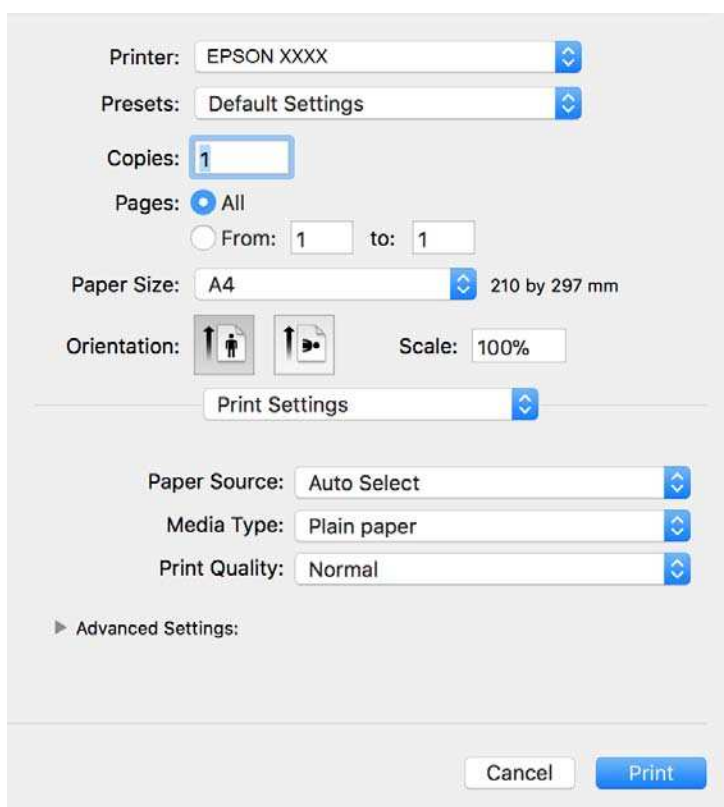 Printer: EPSON XXXX
Presets: Default Settings
Copies: 1
Pages: All
From: 1 to: 1
Paper Size: A4 210 by 297 mm
Orientation: Scale: 100%
Print Settings
Paper Source: Auto Select
Media Type: Plain paper
Print Quality: Normal
Advanced Settings:
Cancel Print